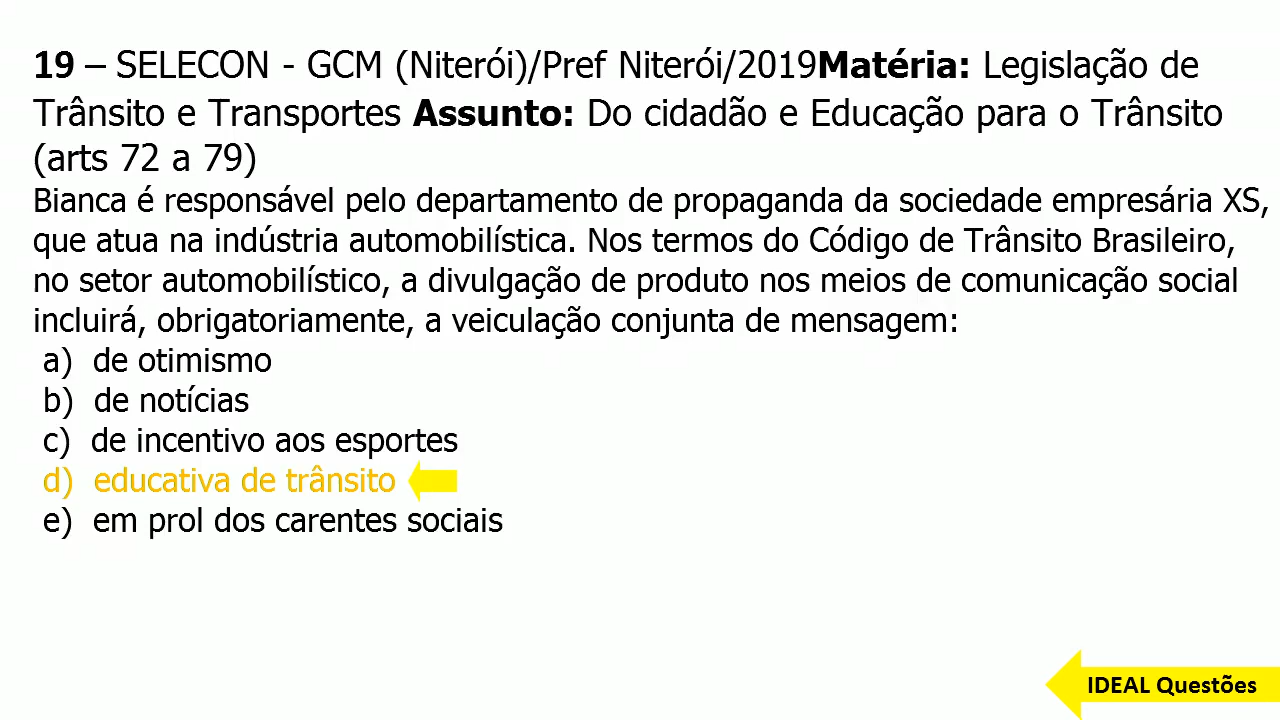 19 – SELECON - GCM (Niterói)/Pref Niterói/2019Matéria: Legislação de
Trânsito e Transportes Assunto: Do cidadão e Educação para o Trânsito
(arts 72 a 79)
Bianca é responsável pelo departamento de propaganda da sociedade empresária XS,
que atua na indústria automobilística. Nos termos do Código de Trânsito Brasileiro,
no setor automobilístico, a divulgação de produto nos meios de comunicação social
incluirá, obrigatoriamente, a veiculação conjunta de mensagem:
a) de otimismo
b) de notícias
c) de incentivo aos esportes
d) educativa de trânsito
e) em prol dos carentes sociais
IDEAL Questões